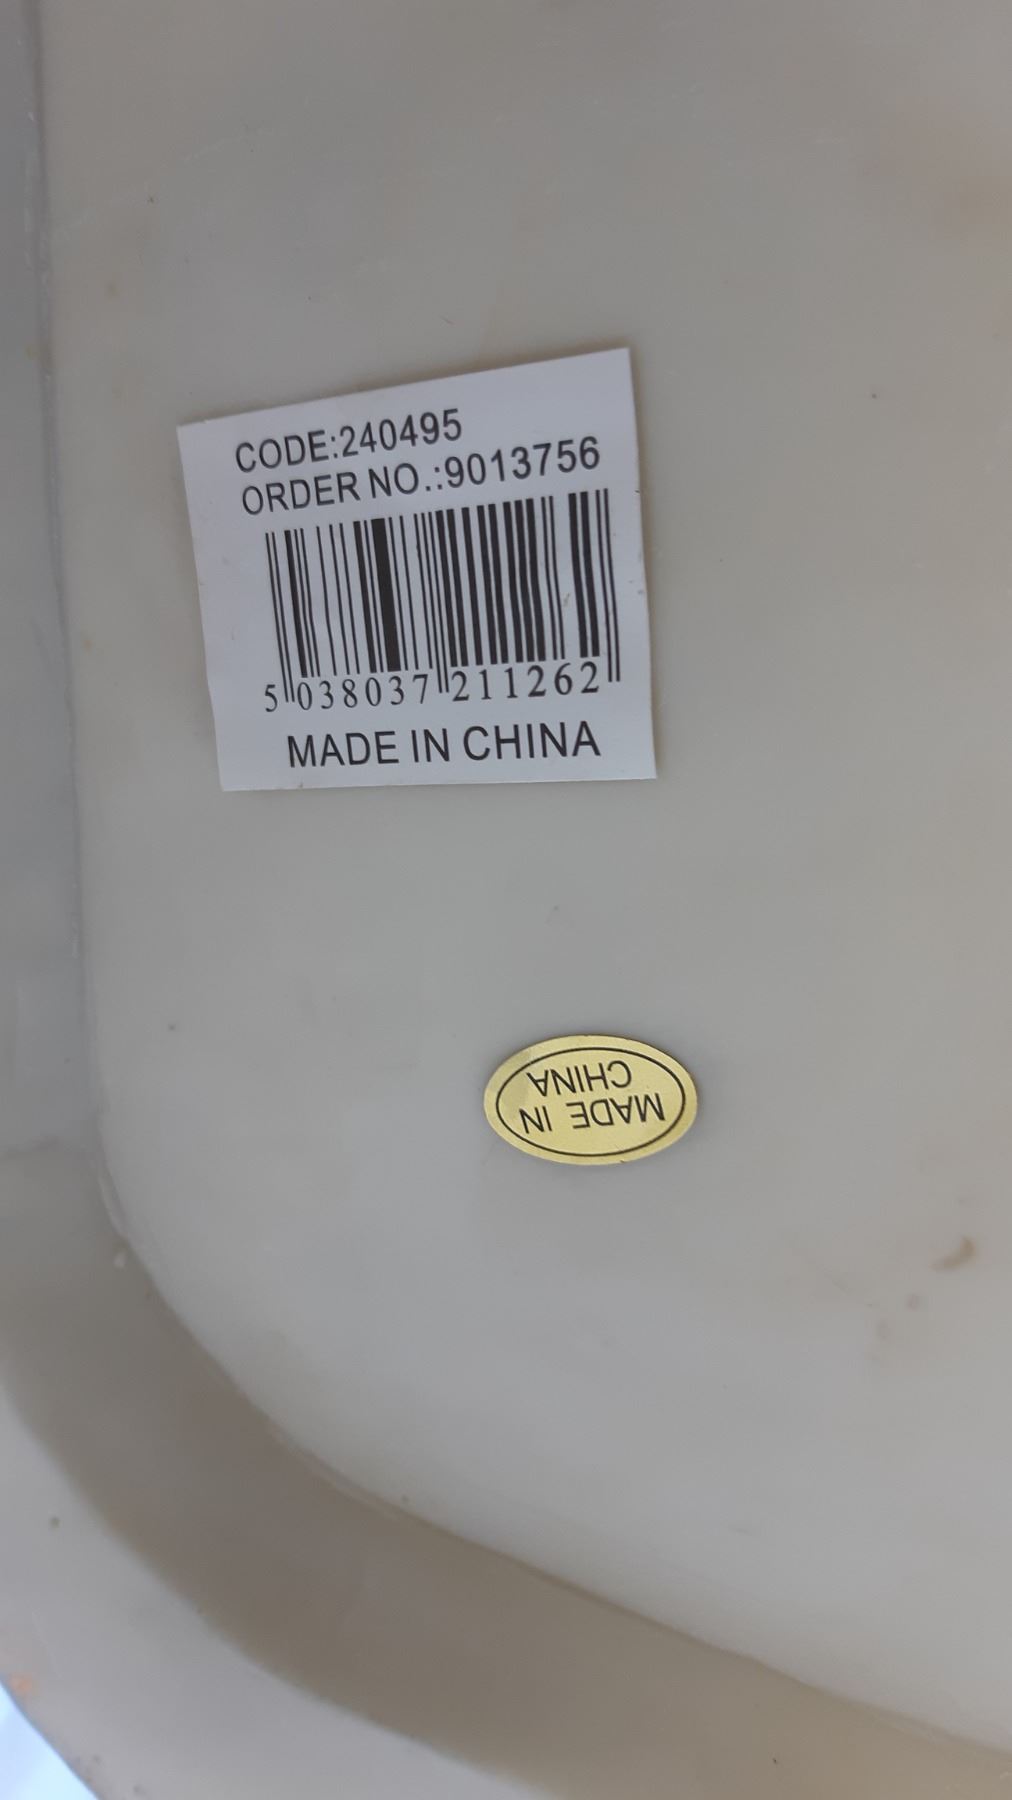 CODE:240495
ORDER NO.:9013756
5 038037 211262
MADE IN CHINA
MADE IN
CHINA